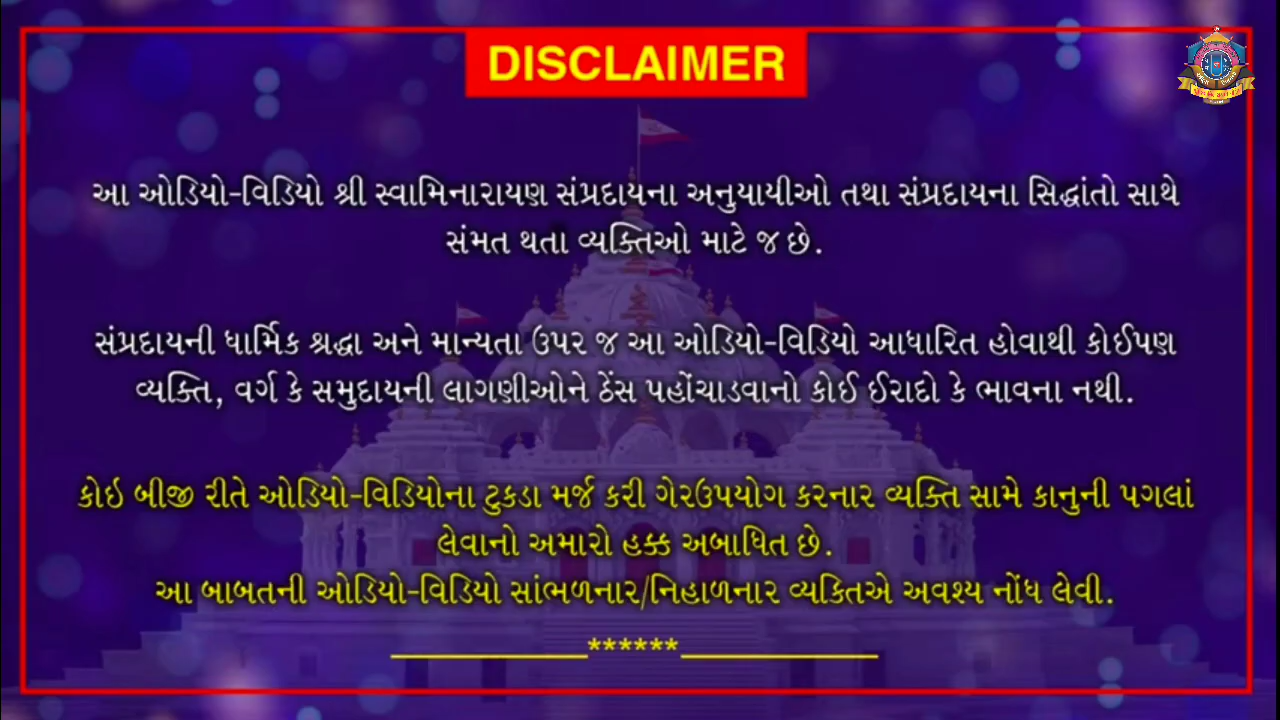 DISCLAIMER
આ ઓડિયો-વિડિયો શ્રી સ્વામિનારાયણ સંપ્રદાયના અનુયાયીઓ તથા સંપ્રદાયના સિદ્ધાંતો સાથે
સંમત થતા વ્યક્તિઓ માટે જ છે.
સંપ્રદાયની ધાર્મિક શ્રદ્ધા અને માન્યતા ઉપર જ આ ઓડિયો-વિડિયો આધારિત હોવાથી કોઈપણ
વ્યક્તિ, વર્ગ કે સમુદાયની લાગણીઓને ઠેંસ પહોંચાડવાનો કોઈ ઈરાદો કે ભાવના નથી.
કોઇ બીજી રીતે ઓડિયો-વિડિયોના ટુકડા મર્જ કરી ગેરઉપયોગ કરનાર વ્યક્તિ સામે કાનુની પગલાં
લેવાનો અમારો હક્ક અબાધિત છે.
આ બાબતની ઓડિયો-વિડિયો સાંભળનાર/નિહાળનાર વ્યકિતએ અવશ્ય નોંધ લેવી.
____________******____________